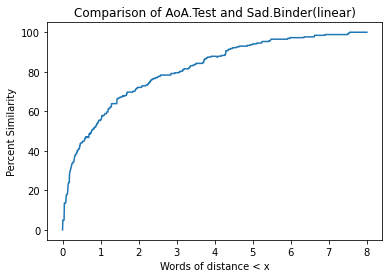 Comparison of AoA.Test and Sad.Binder(linear)
Percent Similarity
100
80
60
40
20
0
0 1 2 3 4 5 6 7 8
Words of distance < x